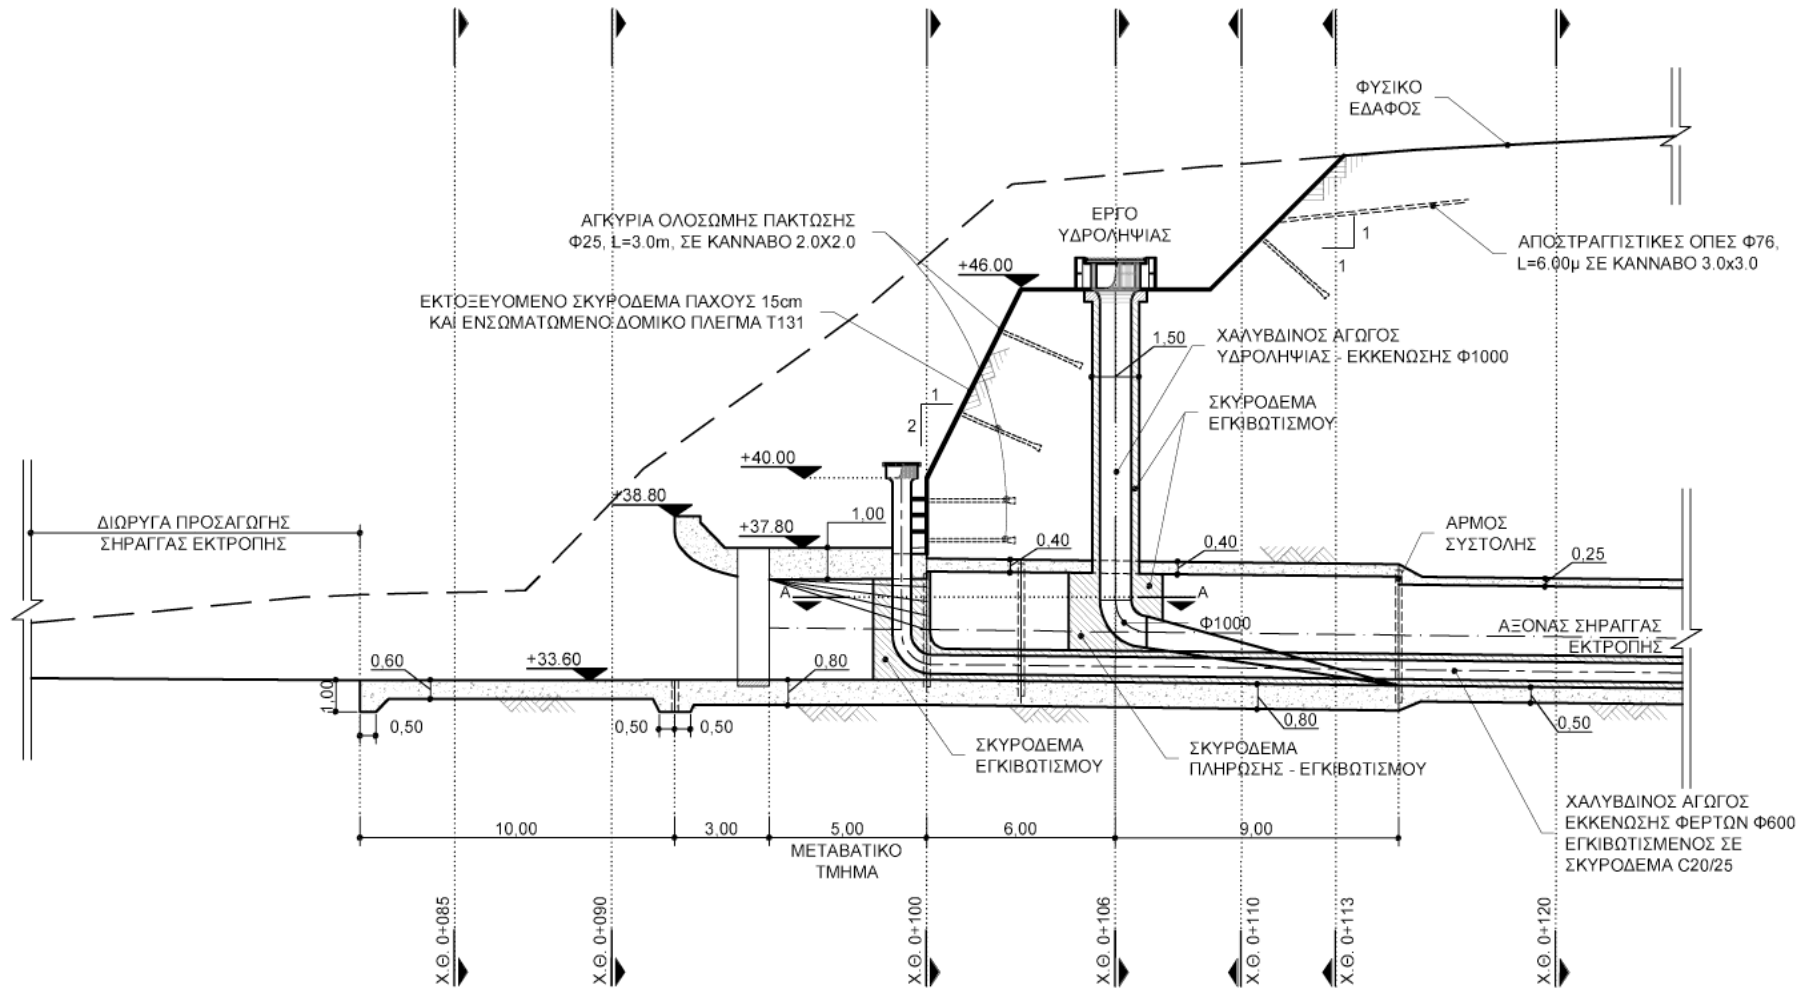 ΦΥΣΙΚΟ
ΕΔΑΦΟΣ
ΑΓΚΥΡΙΑ ΟΛΟΣΩΜΗΣ ΠΑΚΤΩΣΗΣ
Φ25, L=3.0m, ΣΕ ΚΑΝΝΑΒΟ 2.0X2.0
ΕΡΓΟ
ΥΔΡΟΛΗΨΙΑΣ
1
1
ΑΠΟΣΤΡΑΓΓΙΣΤΙΚΕΣ ΟΠΕΣ Φ76,
L=6.00μ ΣΕ ΚΑΝΝΑΒΟ 3.0x3.0
+46.00
ΕΚΤΟΞΕΥΟΜΕΝΟ ΣΚΥΡΟΔΕΜΑ ΠΑΧΟΥΣ 15cm
ΚΑΙ ΕΝΣΩΜΑΤΩΜΕΝΟ ΔΟΜΙΚΟ ΠΛΕΓΜΑ Τ131
1,50
ΧΑΛΥΒΔΙΝΟΣ ΑΓΩΓΟΣ
ΥΔΡΟΛΗΨΙΑΣ - ΕΚΚΕΝΩΣΗΣ Φ1000
1
2
ΣΚΥΡΟΔΕΜΑ
ΕΓΚΙΒΩΤΙΣΜΟΥ
+40.00
+38.80
ΔΙΩΡΥΓΑ ΠΡΟΣΑΓΩΓΗΣ
ΣΗΡΑΓΓΑΣ ΕΚΤΡΟΠΗΣ
+37.80
1,00
0,40
0,40
ΑΡΜΟΣ
ΣΥΣΤΟΛΗΣ
0,25
A
A
Φ1000
ΑΞΟΝΑΣ ΣΗΡΑΓΓΑΣ
ΕΚΤΡΟΠΗΣ
0,60
+33.60
0,80
1,00
0,50
0,50
0,50
0,80
0,50
ΣΚΥΡΟΔΕΜΑ
ΕΓΚΙΒΩΤΙΣΜΟΥ
ΣΚΥΡΟΔΕΜΑ
ΠΛΗΡΩΣΗΣ - ΕΓΚΙΒΩΤΙΣΜΟΥ
ΧΑΛΥΒΔΙΝΟΣ ΑΓΩΓΟΣ
ΕΚΚΕΝΩΣΗΣ ΦΕΡΤΩΝ Φ600
ΕΓΚΙΒΩΤΙΣΜΕΝΟΣ ΣΕ
ΣΚΥΡΟΔΕΜΑ C20/25
10,00
3,00
5,00
6,00
9,00
ΜΕΤΑΒΑΤΙΚΟ
ΤΜΗΜΑ
Χ.Θ. 0+085
Χ.Θ. 0+090
Χ.Θ. 0+100
Χ.Θ. 0+106
Χ.Θ. 0+110
Χ.Θ. 0+113
Χ.Θ. 0+120